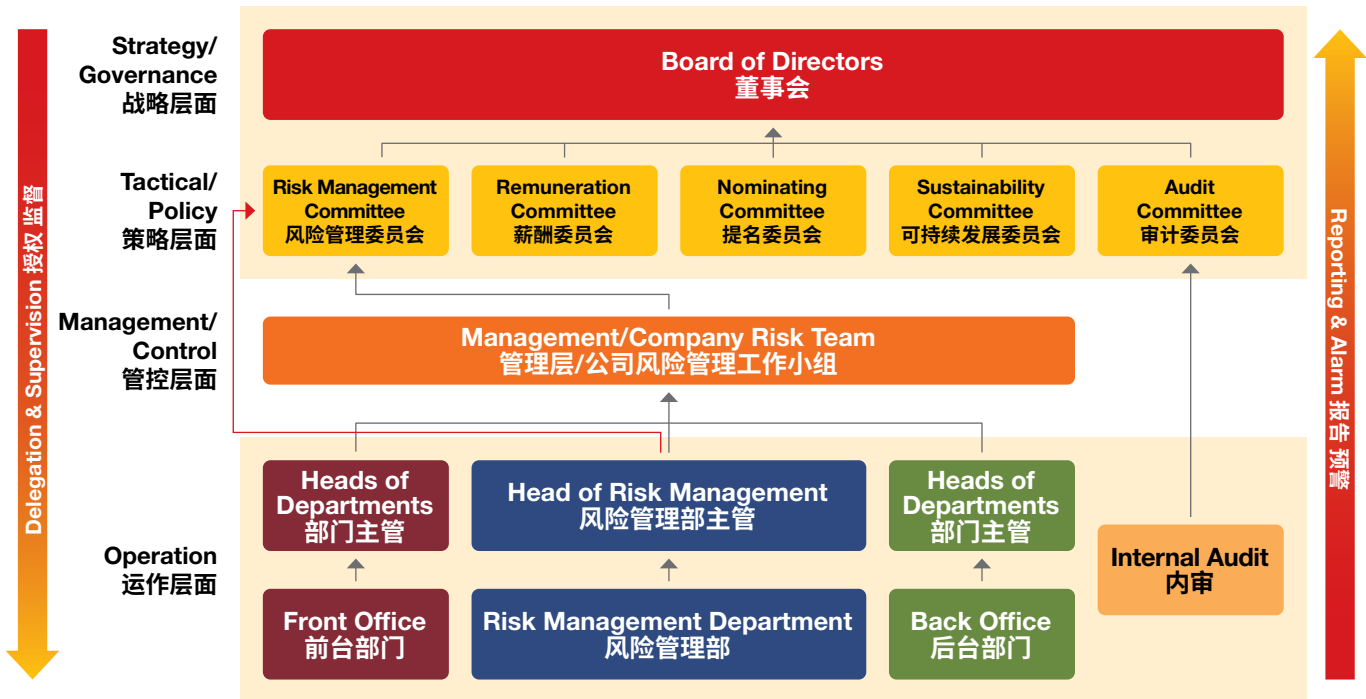 Strategy/
Governance
战略层面
Board of Directors
董事会
Tactical/
Policy
策略层面
Risk Management
Committee
风险管理委员会
Remuneration
Committee
薪酬委员会
Nominating
Committee
提名委员会
Sustainability
Committee
可持续发展委员会
Audit
Committee
审计委员会
Management/
Control
管控层面
Management/Company Risk Team
管理层/公司风险管理工作小组
Operation
运作层面
Heads of
Departments
部门主管
Head of Risk Management
风险管理部主管
Heads of
Departments
部门主管
Internal Audit
内审
Front Office
前台部门
Risk Management Department
风险管理部
Back Office
后台部门
Delegation & Supervision 授权 监督
Reporting & Alarm 报告 预警